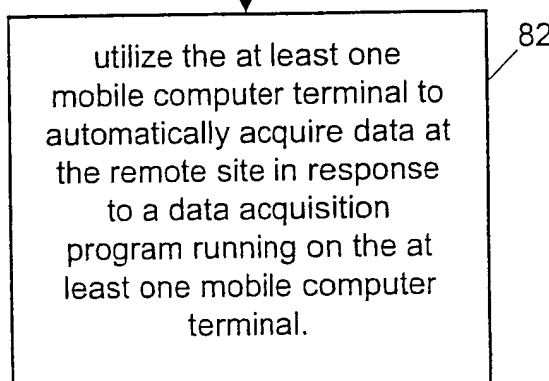 82
utilize the at least one
mobile computer terminal to
automatically acquire data at
the remote site in response
to a data acquisition
program running on the at
least one mobile computer
terminal.